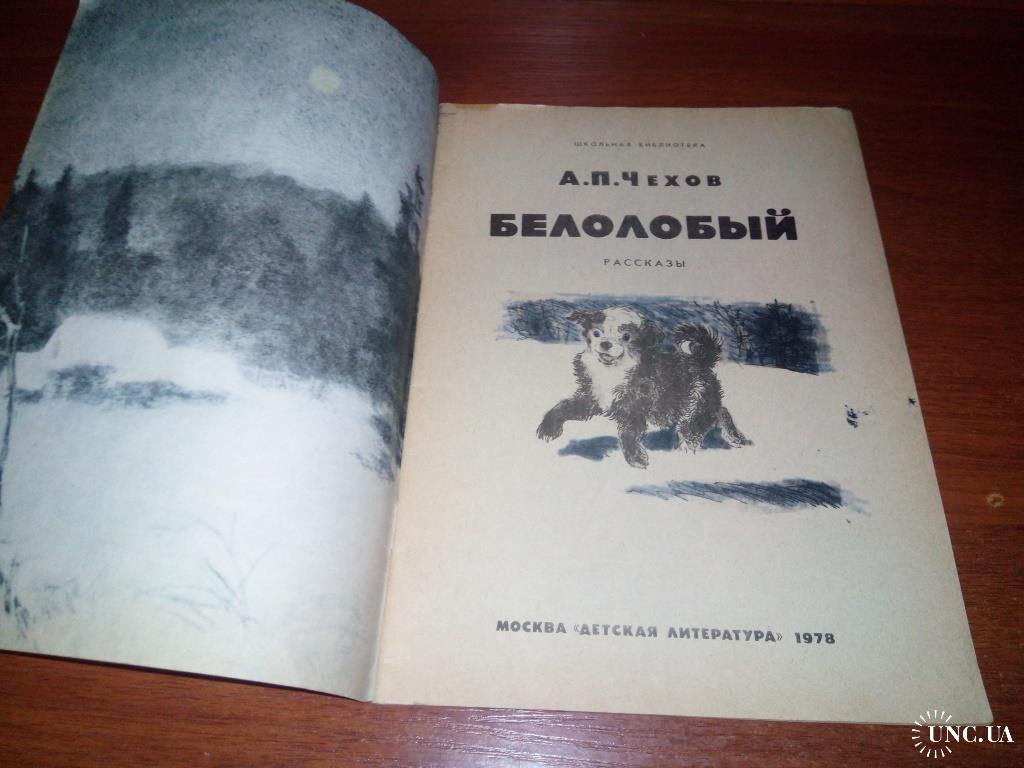 ШКОЛЬНАЯ БИБЛИОТЕКА
А.П.ЧЕХОВ
БЕЛОЛОБЫЙ
РАССКАЗЫ
МОСКВА «ДЕТСКАЯ ЛИТЕРАТУРА» 1978
UNC.UA